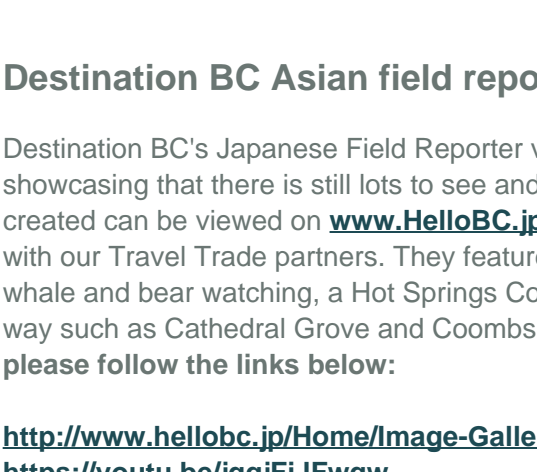 Destination BC Asian field
Destination BC's Japanese Field Reporter
showcasing that there is still lots to see and
created can be viewed on www.HelloBC.jp
with our Travel Trade partners. They
whale and bear watching, a Hot Springs
way such as Cathedral Grove and Coombs
please follow the links below:
http://www.hellobc.jp/Home/Image-Galle